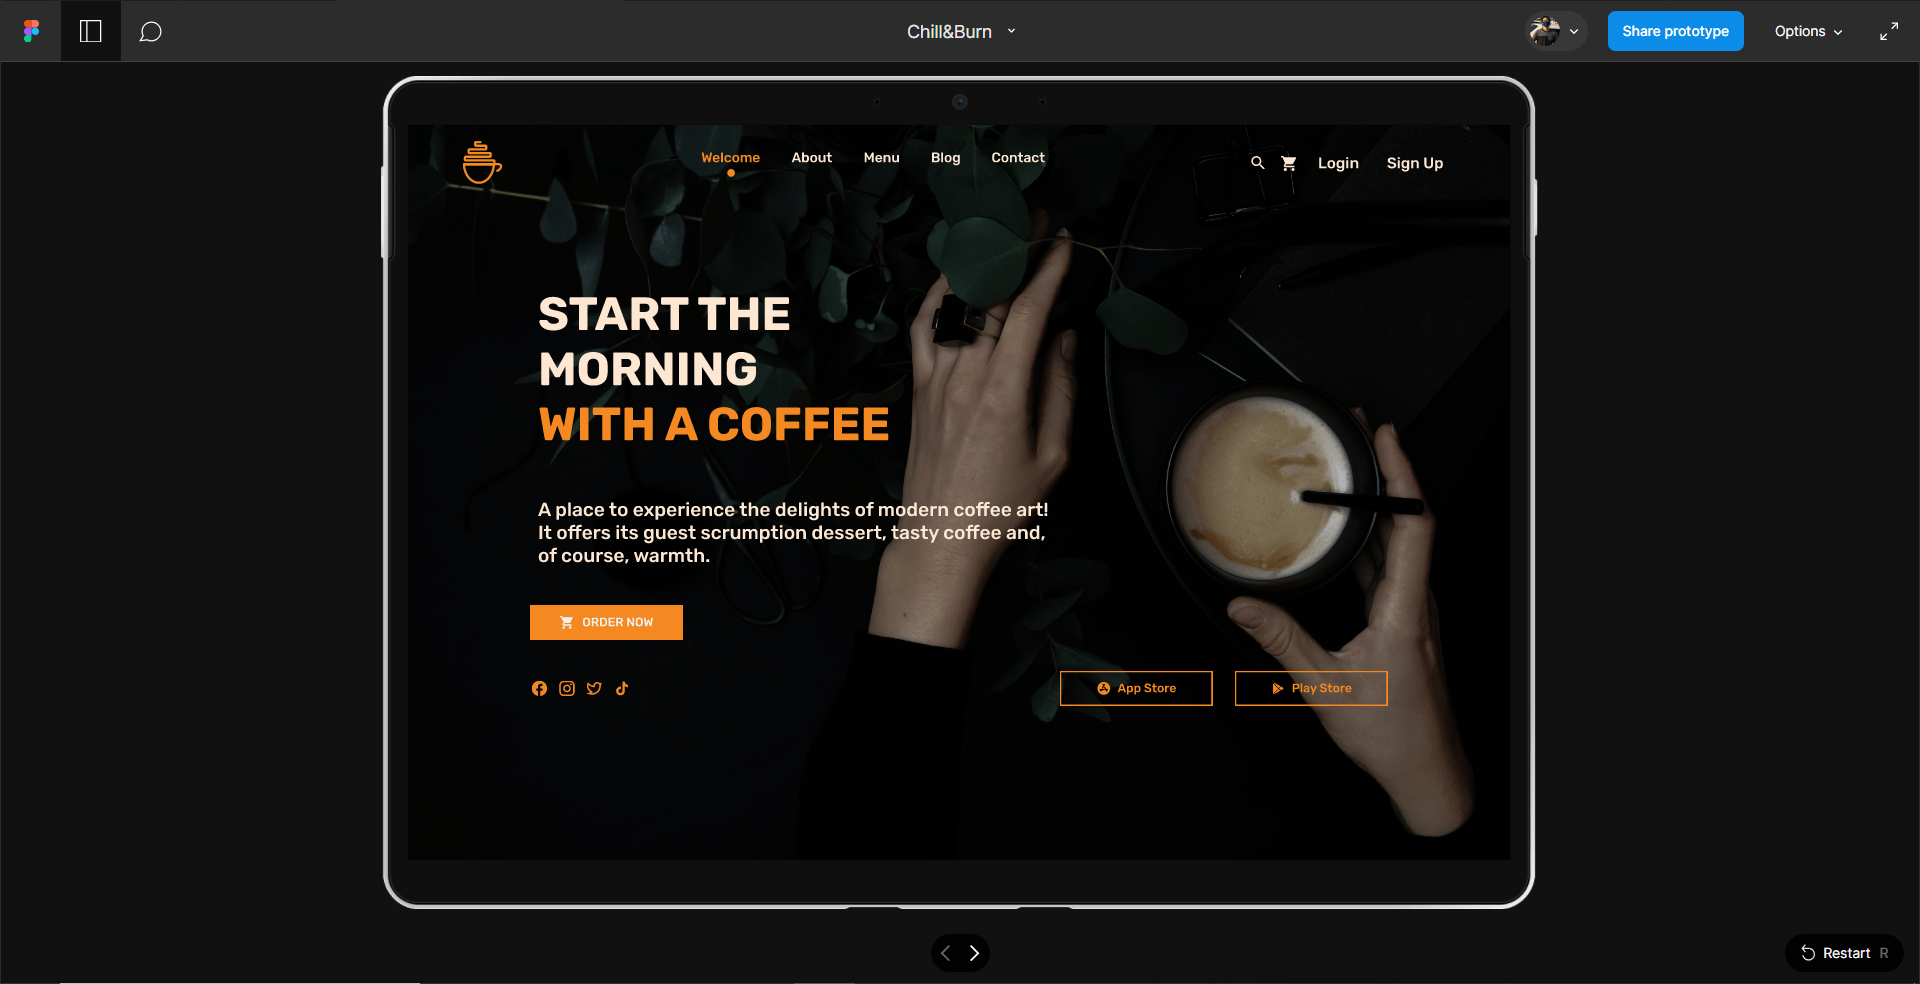 Chill&Burn
Share prototype
Options
Welcome
About
Menu
Blog
Contact
Login
Sign Up
START THE
MORNING
WITH A COFFEE
A place to experience the delights of modern coffee art!
It offers its guest scrumption dessert, tasty coffee and,
of course, warmth.
ORDER NOW
App Store
Play Store
Restart R